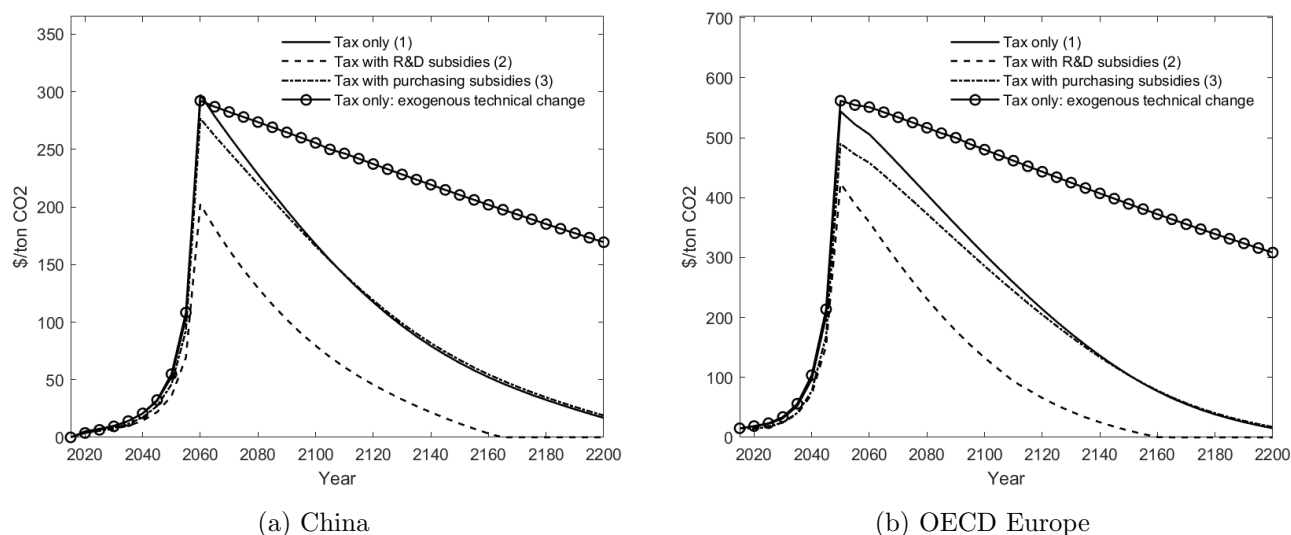 350
300
250
200
150
100
50
0
$/ton CO2
Tax only (1)
Tax with R&D subsidies (2)
Tax with purchasing subsidies (3)
Tax only: exogenous technical change
2020 2040 2060 2080 2100 2120 2140 2160 2180 2200
Year
(a) China
700
600
500
400
300
200
100
0
$/ton CO2
Tax only (1)
Tax with R&D subsidies (2)
Tax with purchasing subsidies (3)
Tax only: exogenous technical change
2020 2040 2060 2080 2100 2120 2140 2160 2180 2200
Year
(b) OECD Europe